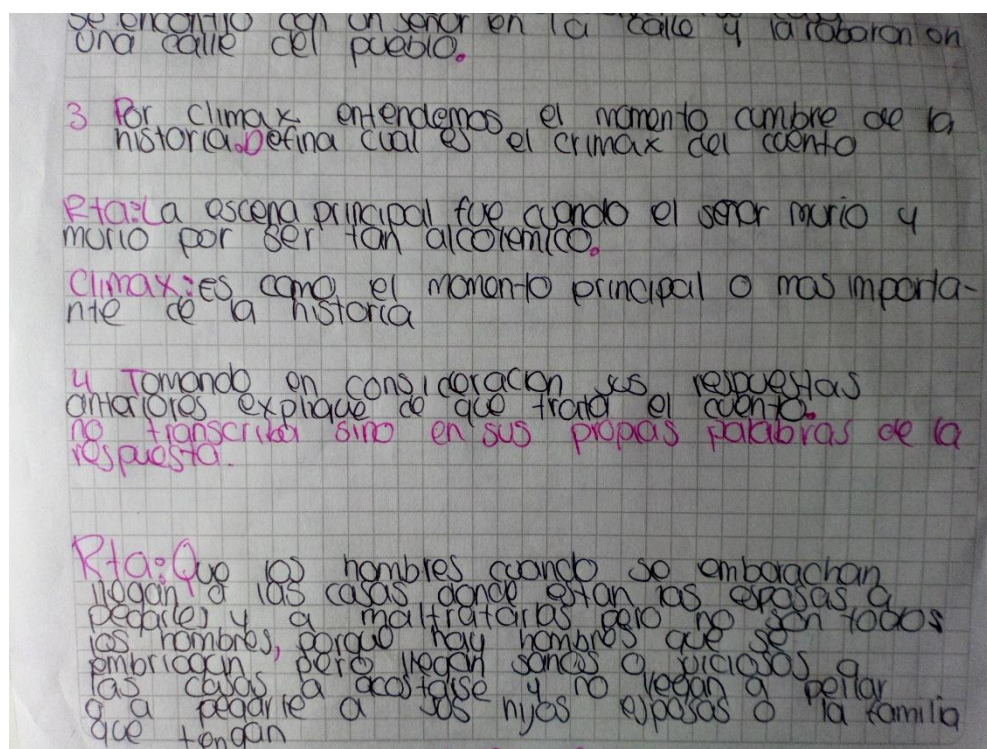 se encontro con un señor en la calle y la robaron en
una calle del pueblo.
3 Por climax entendemos el momento cumbre de la
historia. Defina cual es el crimax del cuento
Rta: La escena principal fue cuando el señor murio y
murio por ser tan alcolemico.
Climax: Es como el momento principal o mas importa-
nte de la historia
4 Tomando en consideracion sus respuestas
anteriores explique de que trata el cuento.
no transcriba sino en sus propias palabras de la
respuesta.
Rta: Que los hombres cuando se emborachan
llegan a las casas donde estan las esposas a
pegarles y a maltratarlas pero no son todos
los hombres, porque hay hombres que se
embriagan, pero llegan sanos o viciosos a
las casas a acostarse y no llegan a peliar
o a pegarle a sus hijos esposas o la familia
que tengan